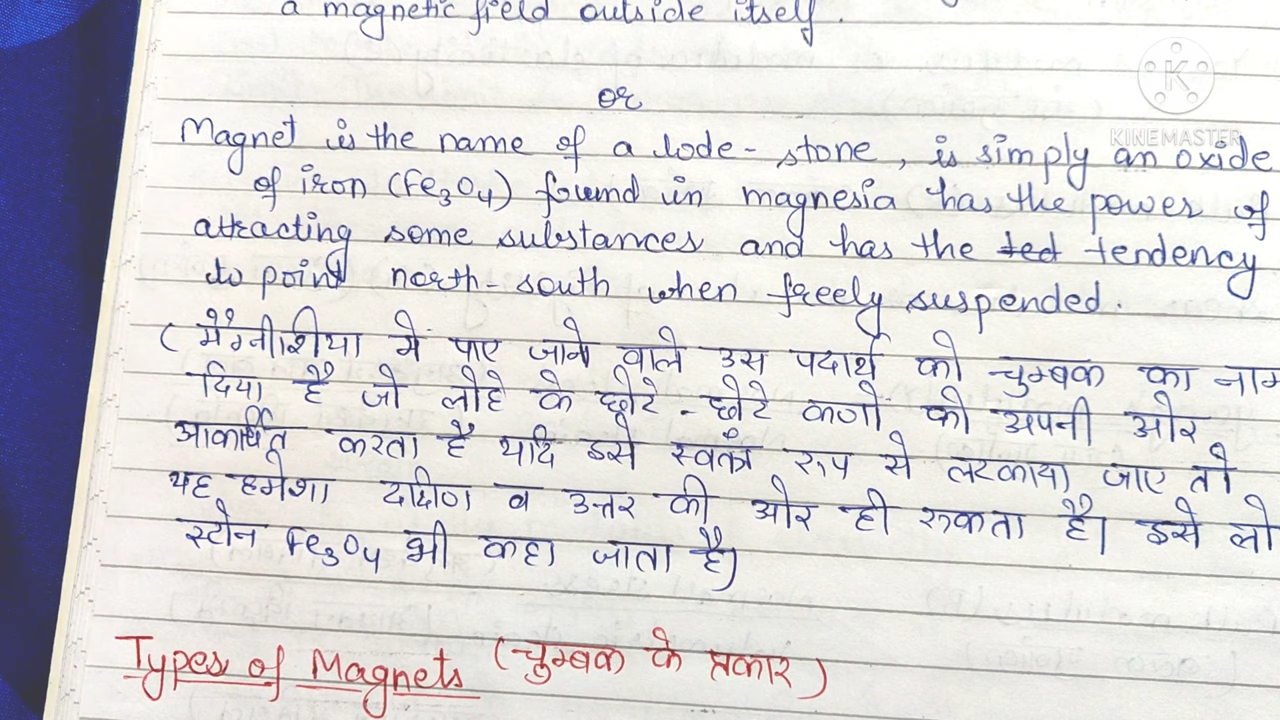 a magnetic field outside itself.
or
Magnet is the name of a lode-stone, is simply an oxide
of iron (Fe3O4) found in magnesia has the power of
attracting some substances and has the ted tendency
to point north-south when freely suspended.
(मैग्नीशिया में पाए जाने वाले उस पदार्थ को चुम्बक का नाम
दिया है जो लोहे के छोटे-छोटे कणों को अपनी ओर
आकर्षित करता है यदि इसे स्वतंत्र रूप से लटकाया जाए तो
यह हमेशा दक्षिण व उत्तर की ओर ही रुकता है। इसे लो
स्टोन Fe3O4 भी कहा जाता है)
Types of Magnets (चुम्बक के प्रकार)
K
KINEMASTER